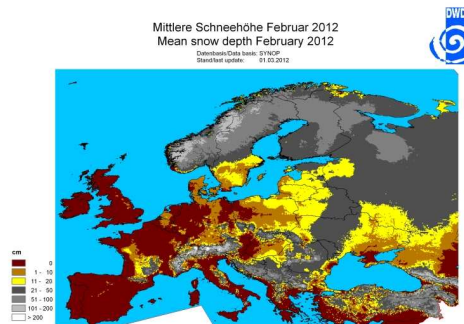 Mittlere Schneehöhe Februar 2012
Mean snow depth February 2012
Datenbasis/Data basis: SYNOP
Stand/last update: 01.03.2012
DWD
cm
0
1 - 10
11 - 20
21 - 50
51 - 100
101 - 200
> 200